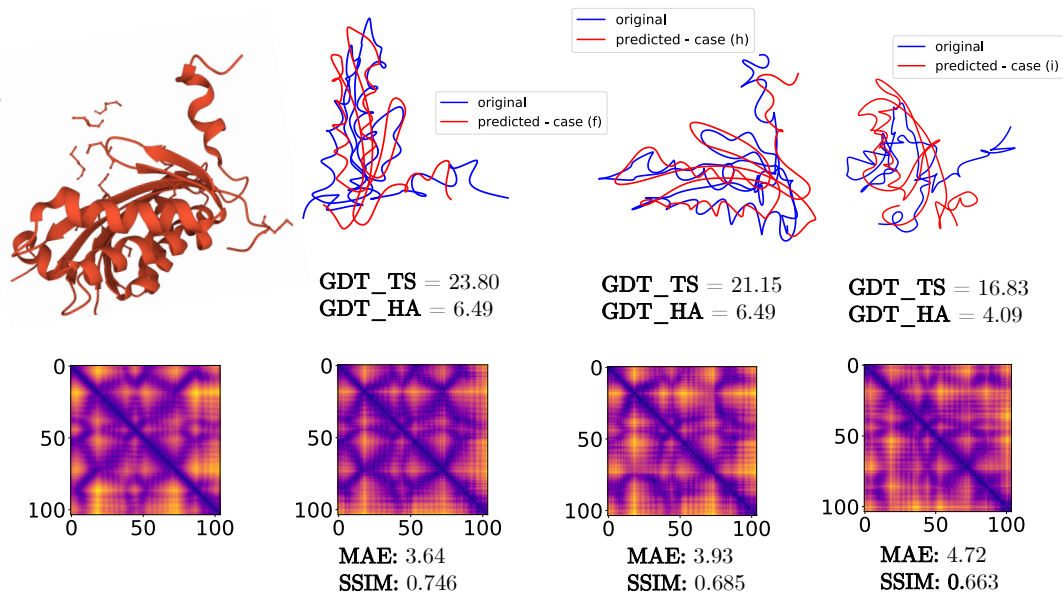 original
predicted - case (f)
GDT_TS = 23.80
GDT_HA = 6.49
original
predicted - case (h)
GDT_TS = 21.15
GDT_HA = 6.49
original
predicted - case (i)
GDT_TS = 16.83
GDT_HA = 4.09
0
50
100
0
50
100
0
50
100
0
50
100
MAE: 3.64
SSIM: 0.746
0
50
100
0
50
100
MAE: 3.93
SSIM: 0.685
0
50
100
0
50
100
MAE: 4.72
SSIM: 0.663